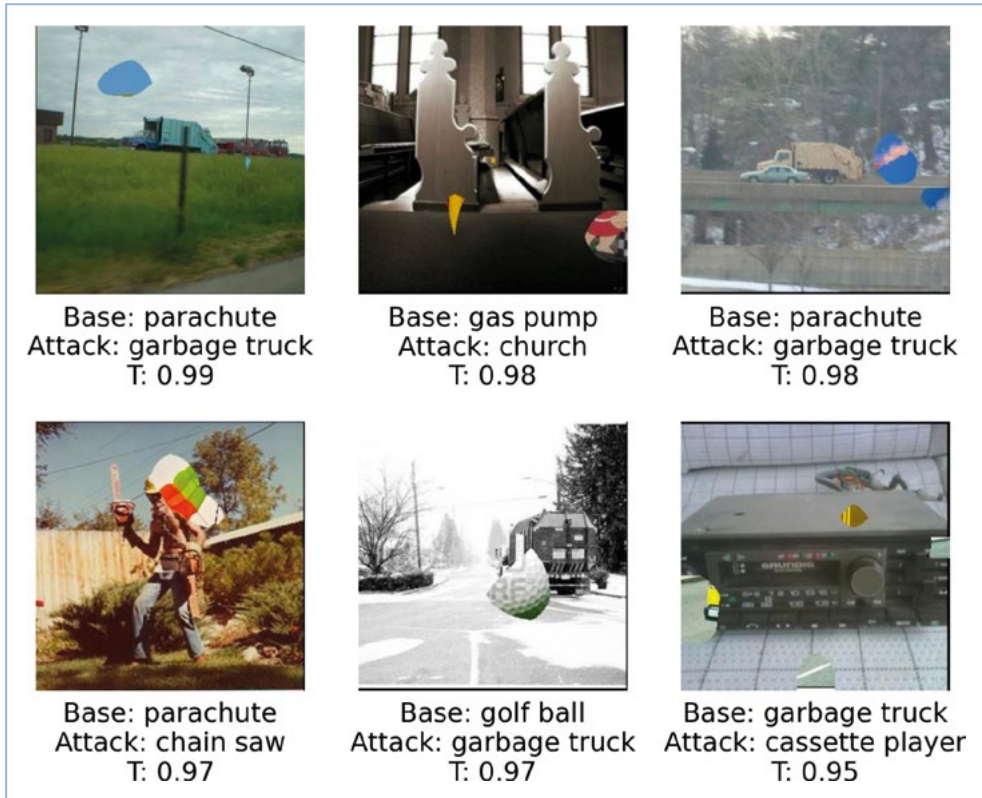 Base: parachute
Attack: garbage truck
T: 0.99
Base: gas pump
Attack: church
T: 0.98
Base: parachute
Attack: garbage truck
T: 0.98
GRUNDIG
Base: parachute
Attack: chain saw
T: 0.97
Base: golf ball
Attack: garbage truck
T: 0.97
Base: garbage truck
Attack: cassette player
T: 0.95